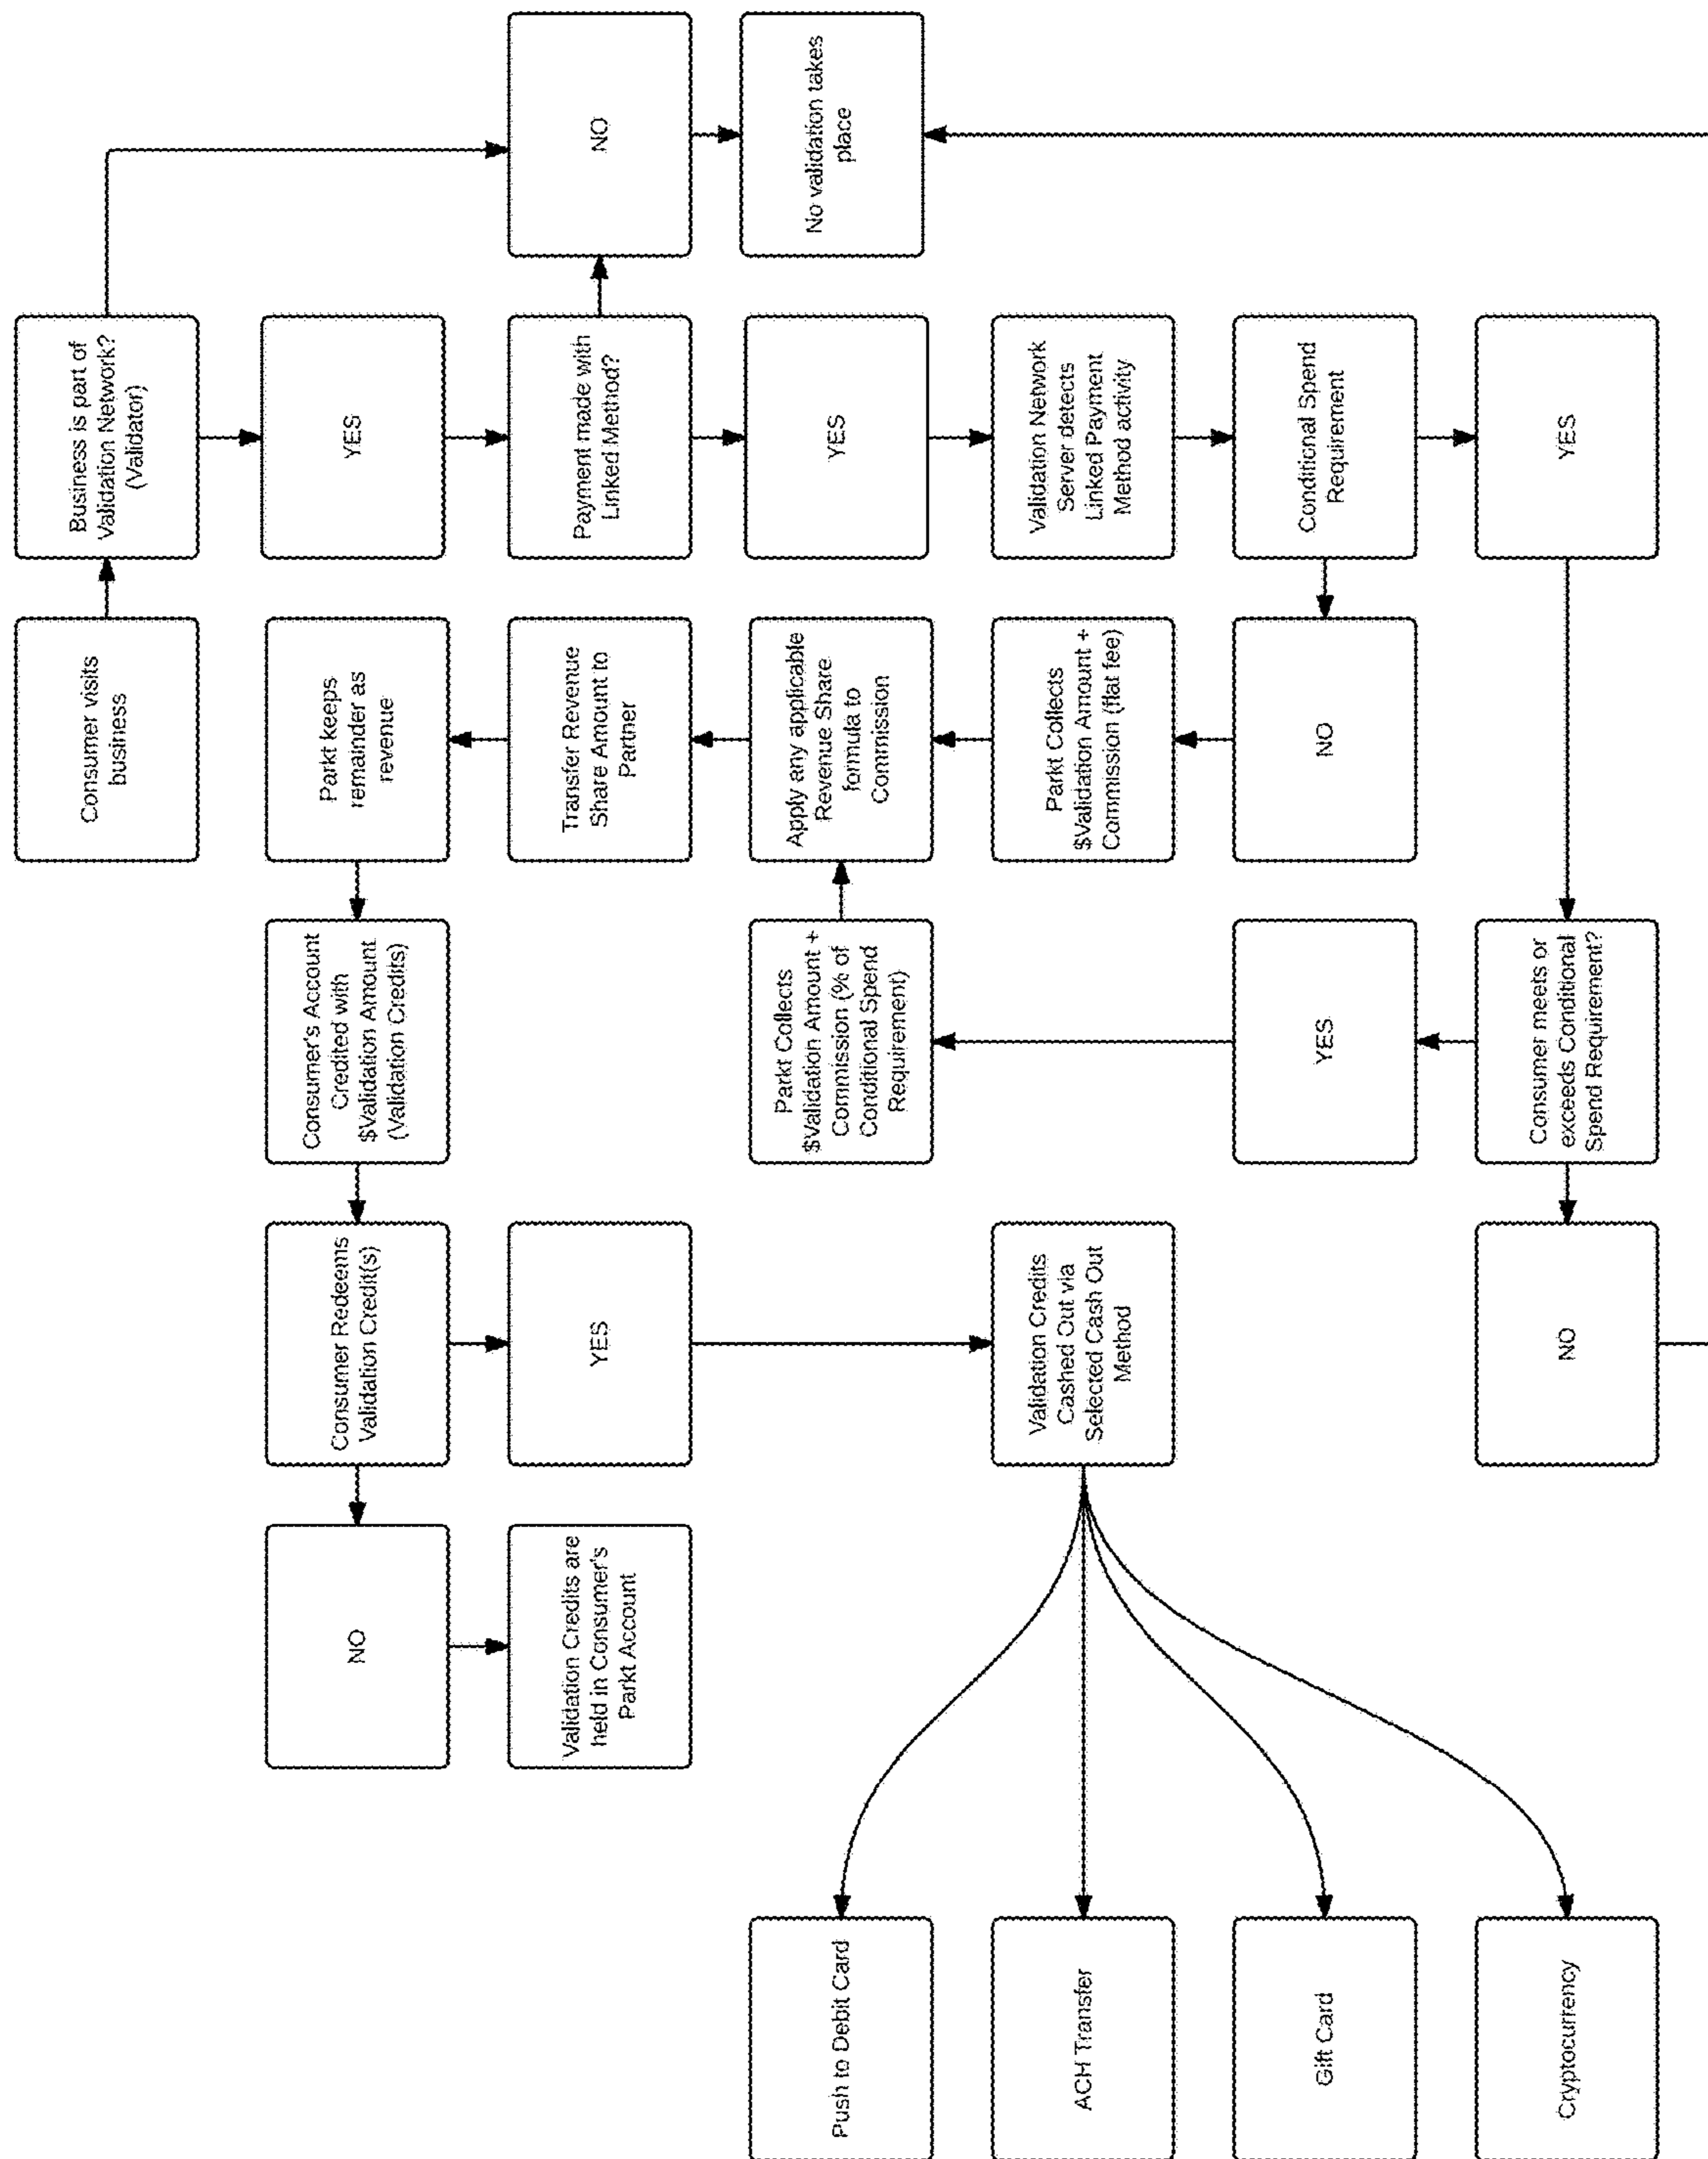 Consumer visits
business
Business is part of
Validation Network?
(Validator)
YES
NO
Payment made with
Linked Method?
No validation takes
place
YES
Validation Network
Server detects
Linked Payment
Method activity
Conditional Spend
Requirement
YES
NO
Parkt Collects
$Validation Amount +
Commission (flat fee)
Apply any applicable
Revenue Share
formula to
Commission
Transfer Revenue
Share Amount to
Partner
Parkt keeps
remainder as
revenue
Consumer meets or
exceeds Conditional
Spend Requirement?
YES
NO
Parkt Collects
$Validation Amount +
Commission (% of
Conditional Spend
Requirement)
Consumer's Account
Credited with
$Validation Amount
(Validation Credits)
Consumer Redeems
Validation Credit(s)
YES
NO
Validation Credits are
held in Consumer's
Parkt Account
Validation Credits
Cashed Out via
Selected Cash Out
Method
Push to Debit Card
ACH Transfer
Gift Card
Cryptocurrency